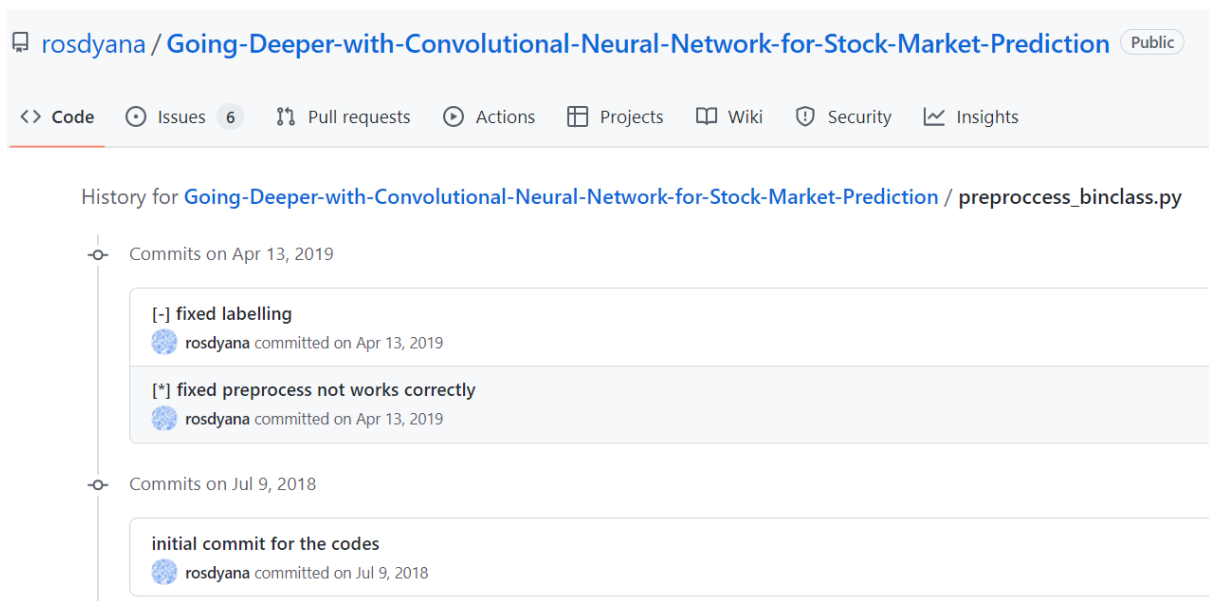 rosdyana / Going-Deeper-with-Convolutional-Neural-Network-for-Stock-Market-Prediction Public
<> Code Issues 6 Pull requests Actions Projects Wiki Security Insights
History for Going-Deeper-with-Convolutional-Neural-Network-for-Stock-Market-Prediction / preproccess_binclass.py
Commits on Apr 13, 2019
[-] fixed labelling
rosdyana committed on Apr 13, 2019
[*] fixed preprocess not works correctly
rosdyana committed on Apr 13, 2019
Commits on Jul 9, 2018
initial commit for the codes
rosdyana committed on Jul 9, 2018